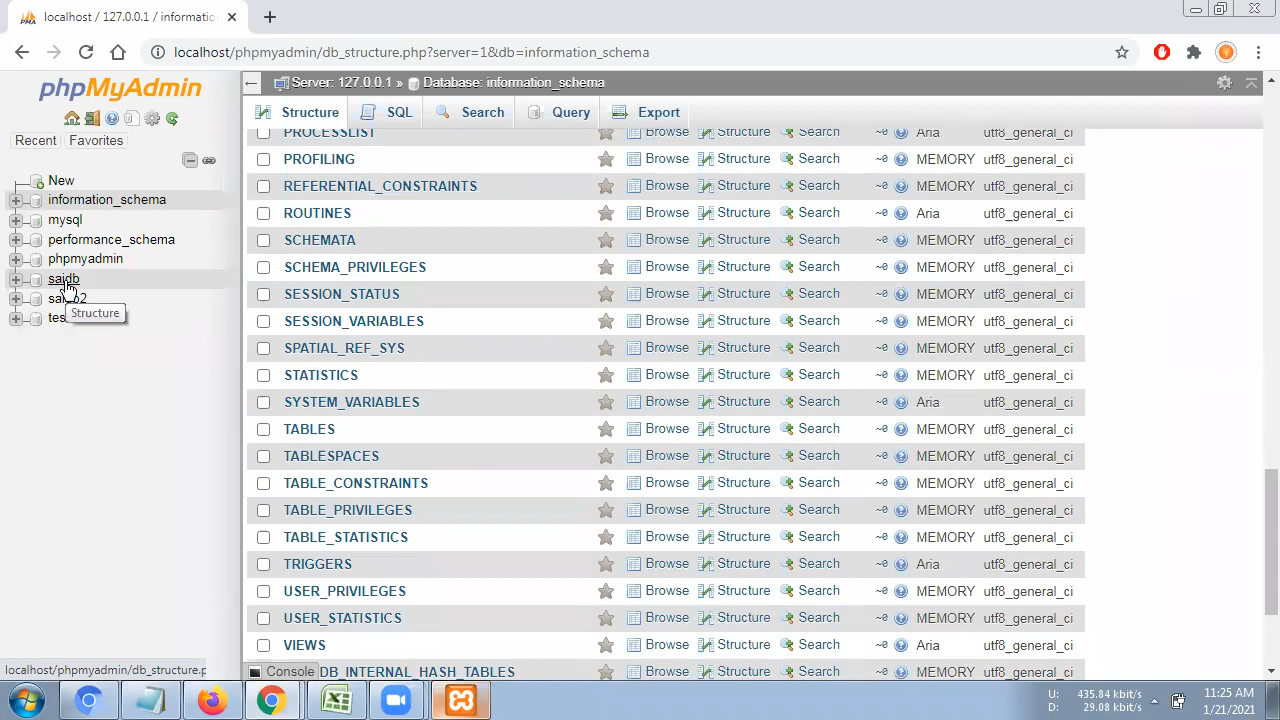 localhost / 127.0.0.1 / informatio
localhost/phpmyadmin/db_structure.php?server=1&db=information_schema
phpMyAdmin
Recent Favorites
New
information_schema
mysql
performance_schema
phpmyadmin
saidb
Structure
localhost/phpmyadmin/db_structure.p
Server: 127.0.0.1 » Database: information_schema
Structure SQL Search Query Export
PROCESSLIST Browse Structure Search ~0 Aria utf8_general_ci
PROFILING Browse Structure Search ~0 MEMORY utf8_general_ci
REFERENTIAL_CONSTRAINTS Browse Structure Search ~0 MEMORY utf8_general_ci
ROUTINES Browse Structure Search ~0 Aria utf8_general_ci
SCHEMATA Browse Structure Search ~0 MEMORY utf8_general_ci
SCHEMA_PRIVILEGES Browse Structure Search ~0 MEMORY utf8_general_ci
SESSION_STATUS Browse Structure Search ~0 MEMORY utf8_general_ci
SESSION_VARIABLES Browse Structure Search ~0 MEMORY utf8_general_ci
SPATIAL_REF_SYS Browse Structure Search ~0 MEMORY utf8_general_ci
STATISTICS Browse Structure Search ~0 MEMORY utf8_general_ci
SYSTEM_VARIABLES Browse Structure Search ~0 Aria utf8_general_ci
TABLES Browse Structure Search ~0 MEMORY utf8_general_ci
TABLESPACES Browse Structure Search ~0 MEMORY utf8_general_ci
TABLE_CONSTRAINTS Browse Structure Search ~0 MEMORY utf8_general_ci
TABLE_PRIVILEGES Browse Structure Search ~0 MEMORY utf8_general_ci
TABLE_STATISTICS Browse Structure Search ~0 MEMORY utf8_general_ci
TRIGGERS Browse Structure Search ~0 Aria utf8_general_ci
USER_PRIVILEGES Browse Structure Search ~0 MEMORY utf8_general_ci
USER_STATISTICS Browse Structure Search ~0 MEMORY utf8_general_ci
VIEWS Browse Structure Search ~0 Aria utf8_general_ci
Console DB_INTERNAL_HASH_TABLES Browse Structure Search ~0 MEMORY utf8_general_ci
U: 435.84 kbit/s
D: 29.08 kbit/s
11:25 AM
1/21/2021